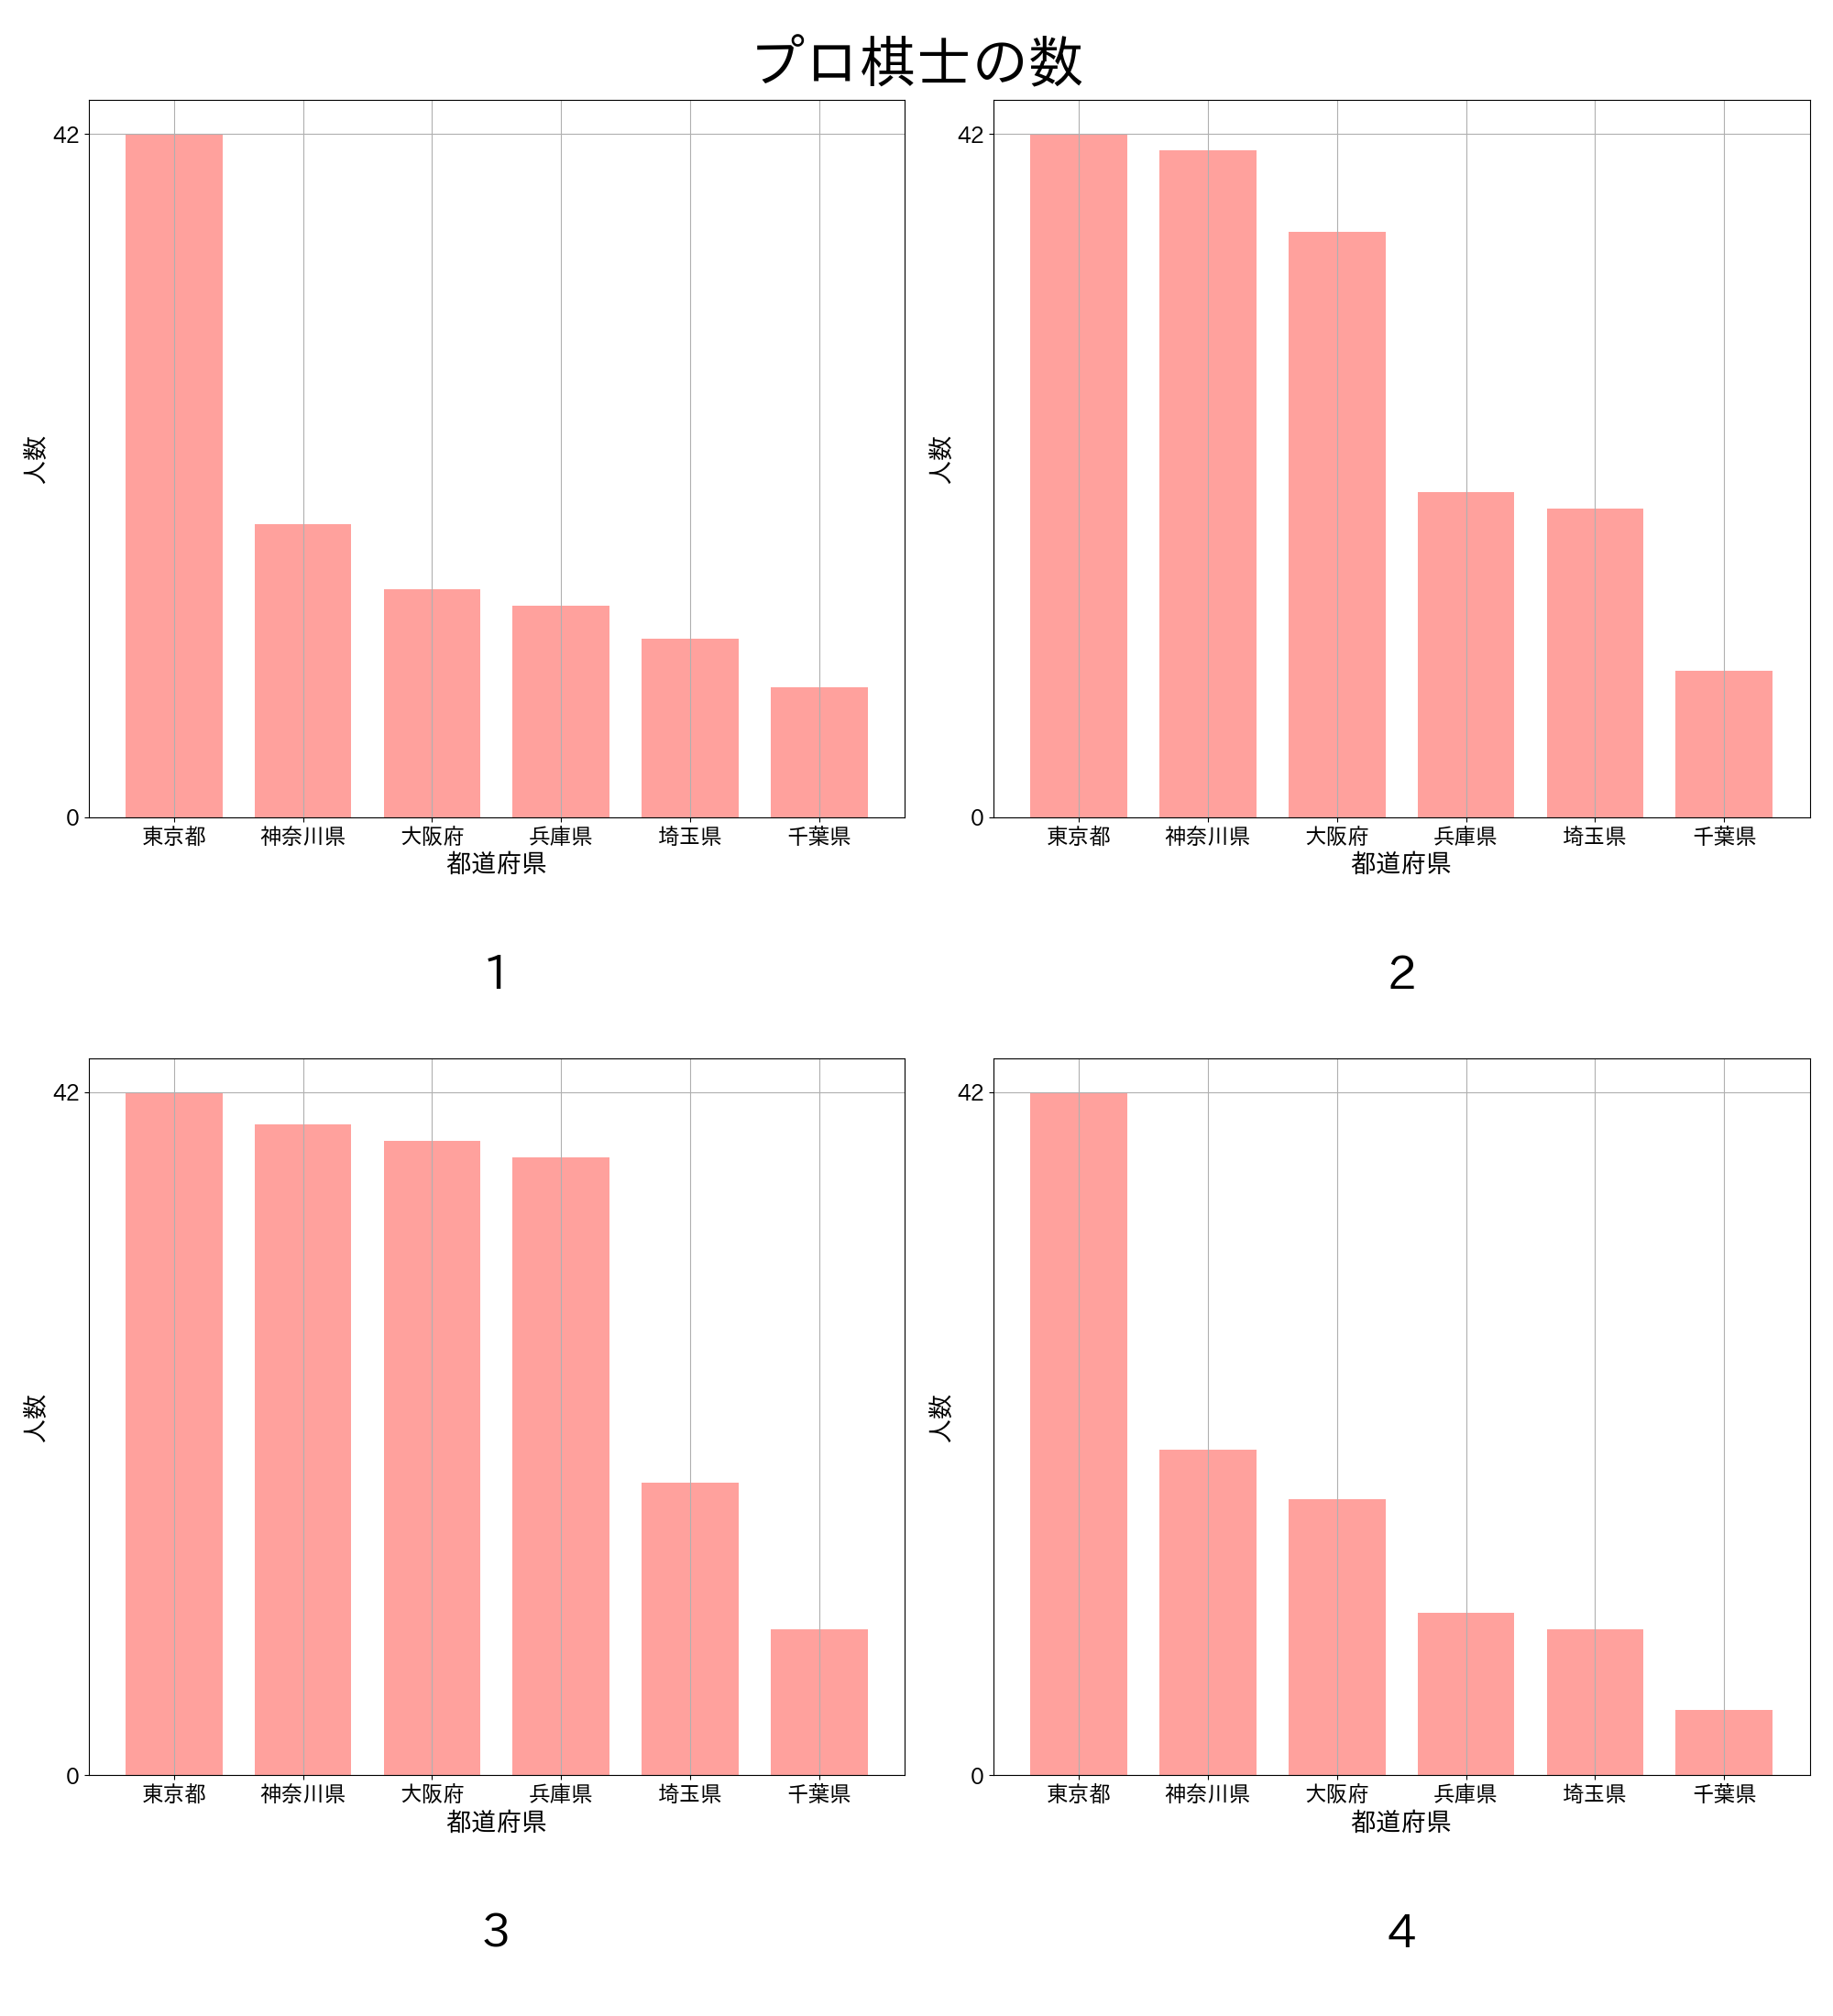 プロ棋士の数
42
人数
0
東京都 神奈川県 大阪府 兵庫県 埼玉県 千葉県
都道府県
1
42
人数
0
東京都 神奈川県 大阪府 兵庫県 埼玉県 千葉県
都道府県
2
42
人数
0
東京都 神奈川県 大阪府 兵庫県 埼玉県 千葉県
都道府県
3
42
人数
0
東京都 神奈川県 大阪府 兵庫県 埼玉県 千葉県
都道府県
4